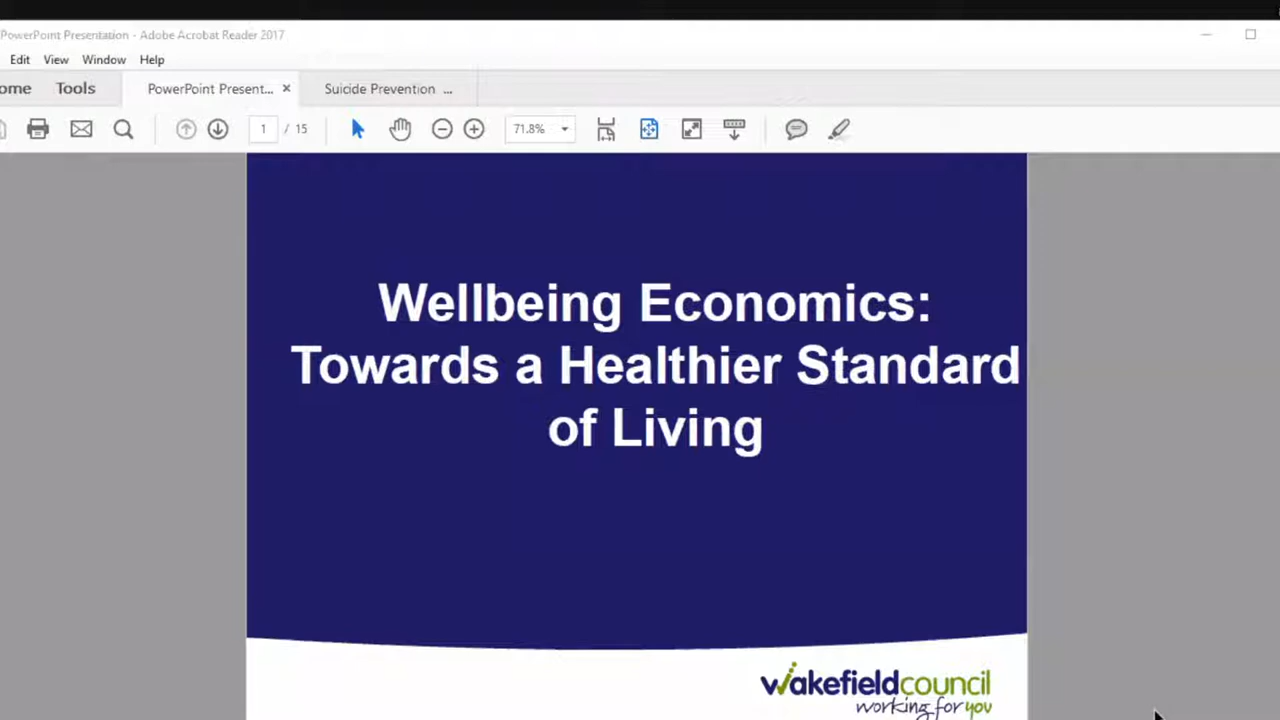 PowerPoint Presentation - Adobe Acrobat Reader 2017
Edit View Window Help
ome Tools PowerPoint Present... × Suicide Prevention ...
1 / 15 71.8%
Wellbeing Economics:
Towards a Healthier Standard
of Living
wakefieldcouncil
working for you